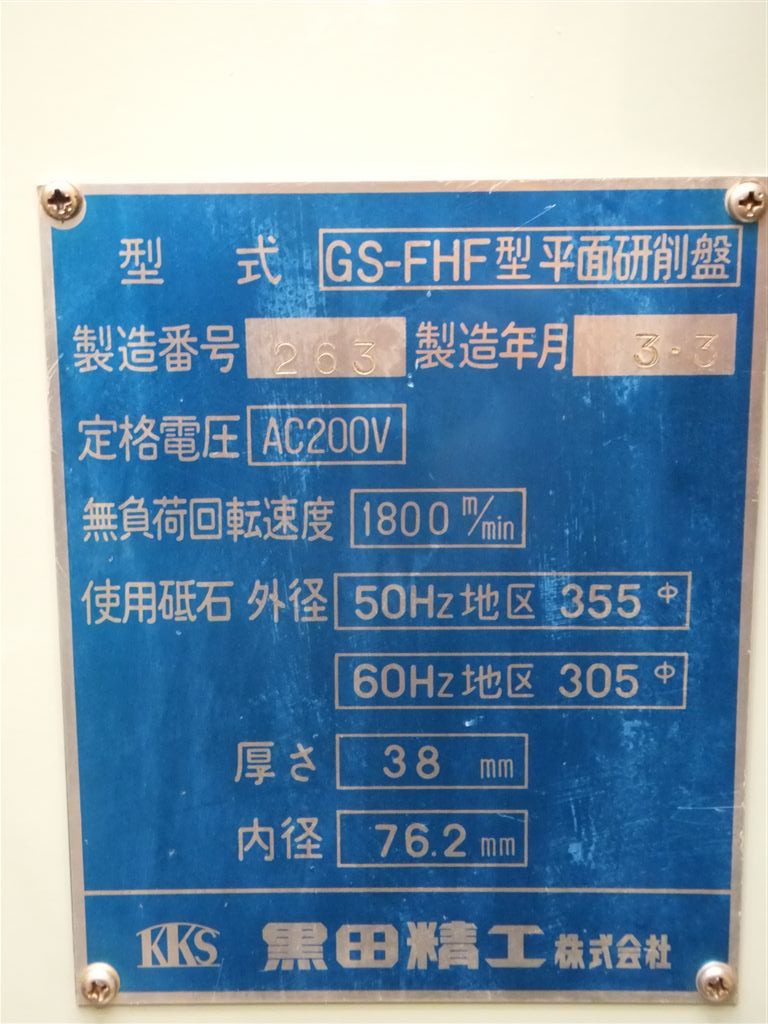 型式 GS-FHF型平面研削盤
製造番号 263 製造年月 3-3
定格電圧 AC200V
無負荷回転速度 1800 m/min
使用砥石 外径 50Hz地区 355φ
60Hz地区 305φ
厚さ 38 mm
内径 76.2 mm
KKS 黒田精工株式会社